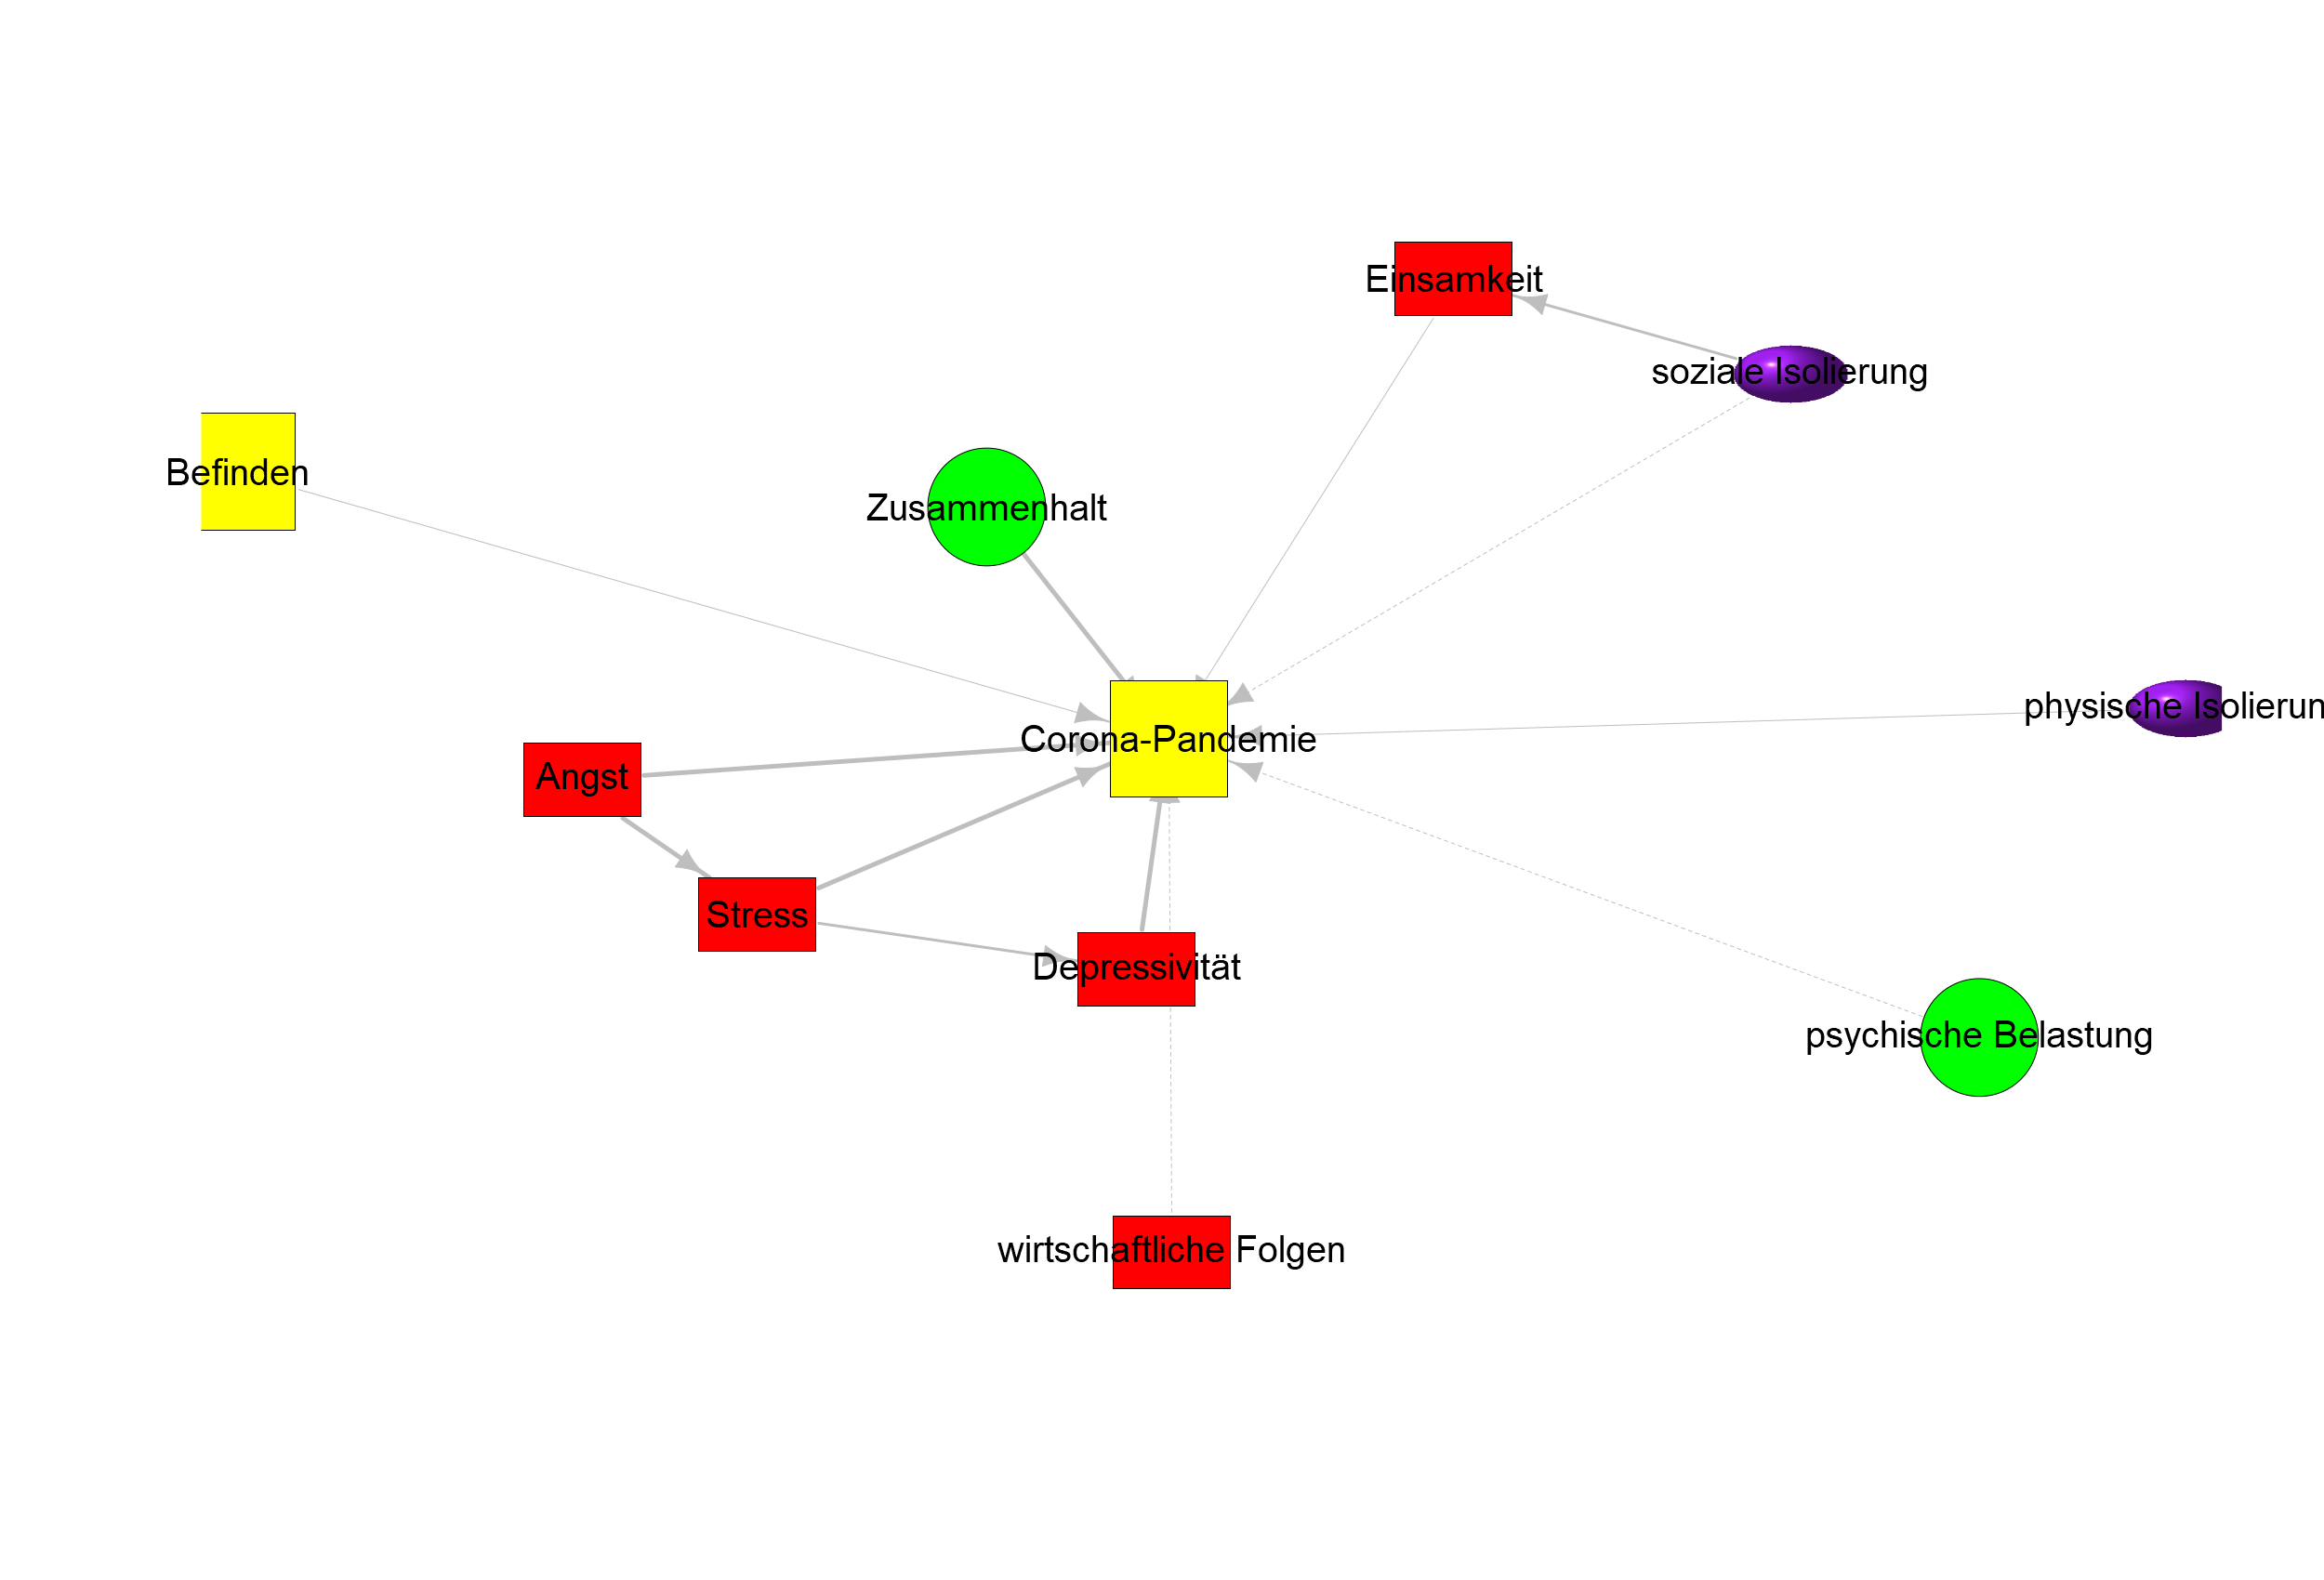 Einsamkeit
soziale Isolierung
Befinden
Zusammenhalt
physische Isolierun
Corona-Pandemie
Angst
Stress
Depressivität
psychische Belastung
wirtschaftliche Folgen